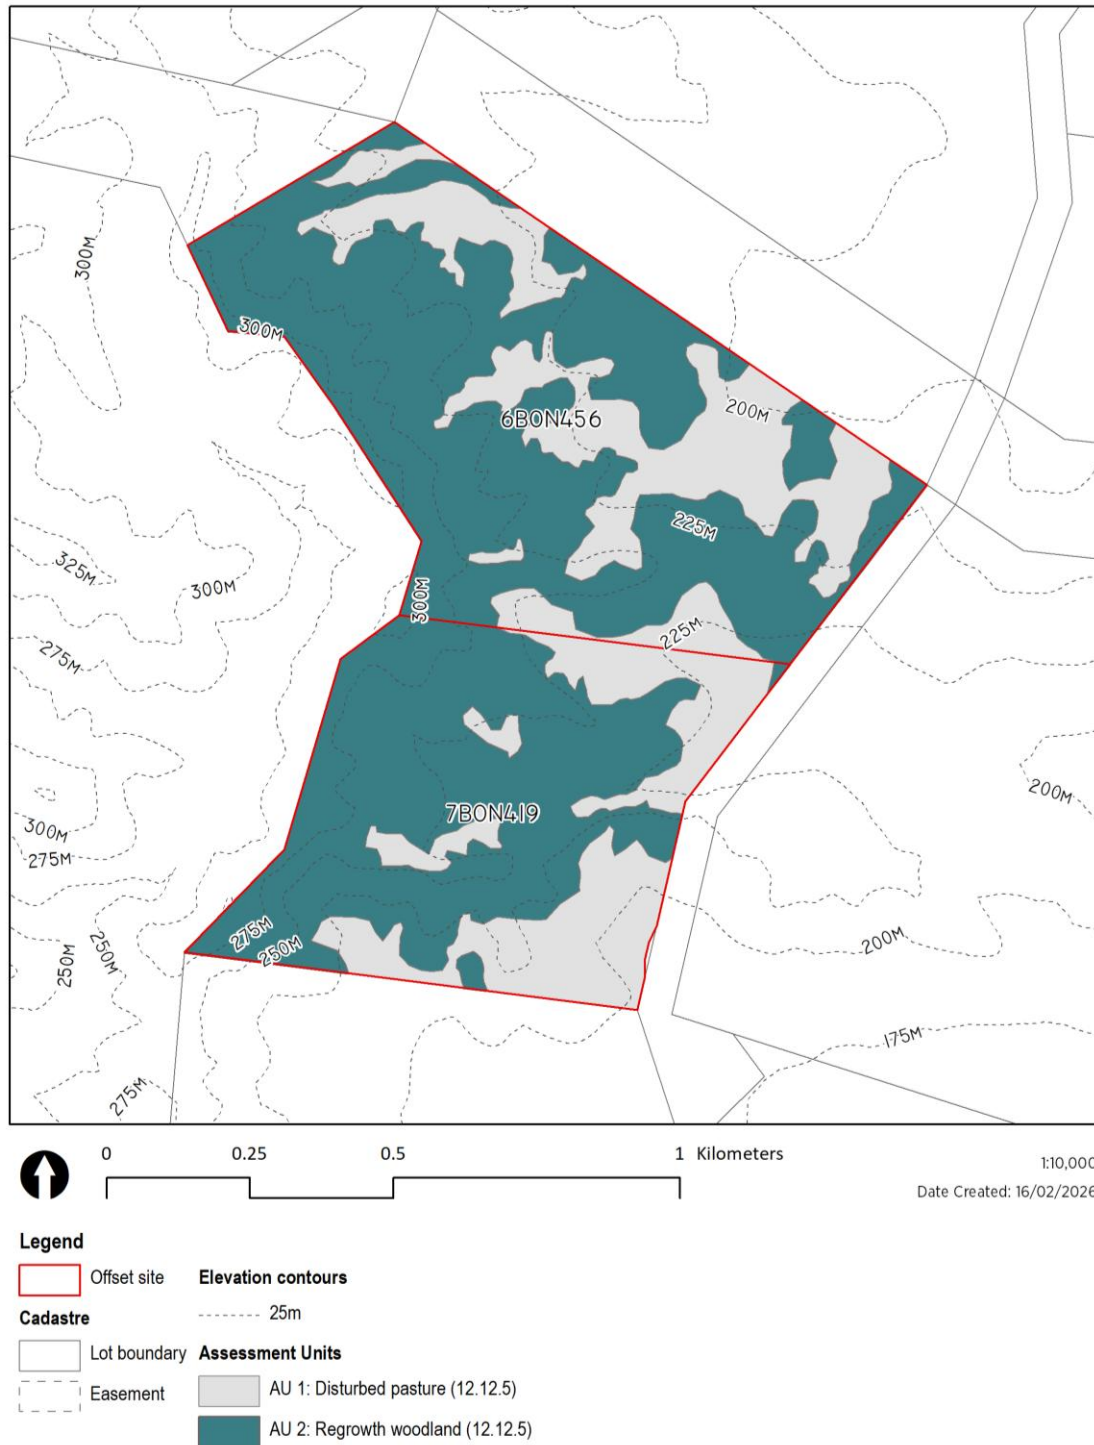 300M
300M
200M
6BON456
225M
325M
300M
300M
225M
275M
200M
7BON419
300M
275M
275M
250M
200M
250M
250M
175M
275M
0 0.25 0.5 1 Kilometers
1:10,000
Date Created: 16/02/2026
Legend
Offset site
Elevation contours
Cadastre
25m
Lot boundary
Assessment Units
Easement
AU 1: Disturbed pasture (12.12.5)
AU 2: Regrowth woodland (12.12.5)